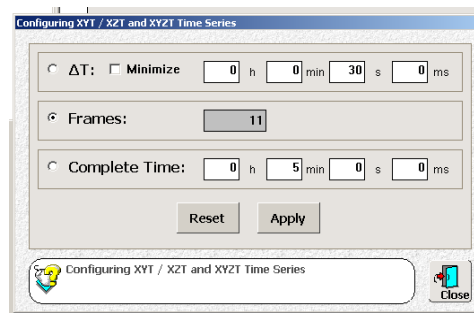 Configuring XYT / XZT and XYZT Time Series
ΔT: Minimize 0 h 0 min 30 s 0 ms
Frames: 11
Complete Time: 0 h 5 min 0 s 0 ms
Reset Apply
Configuring XYT / XZT and XYZT Time Series
Close